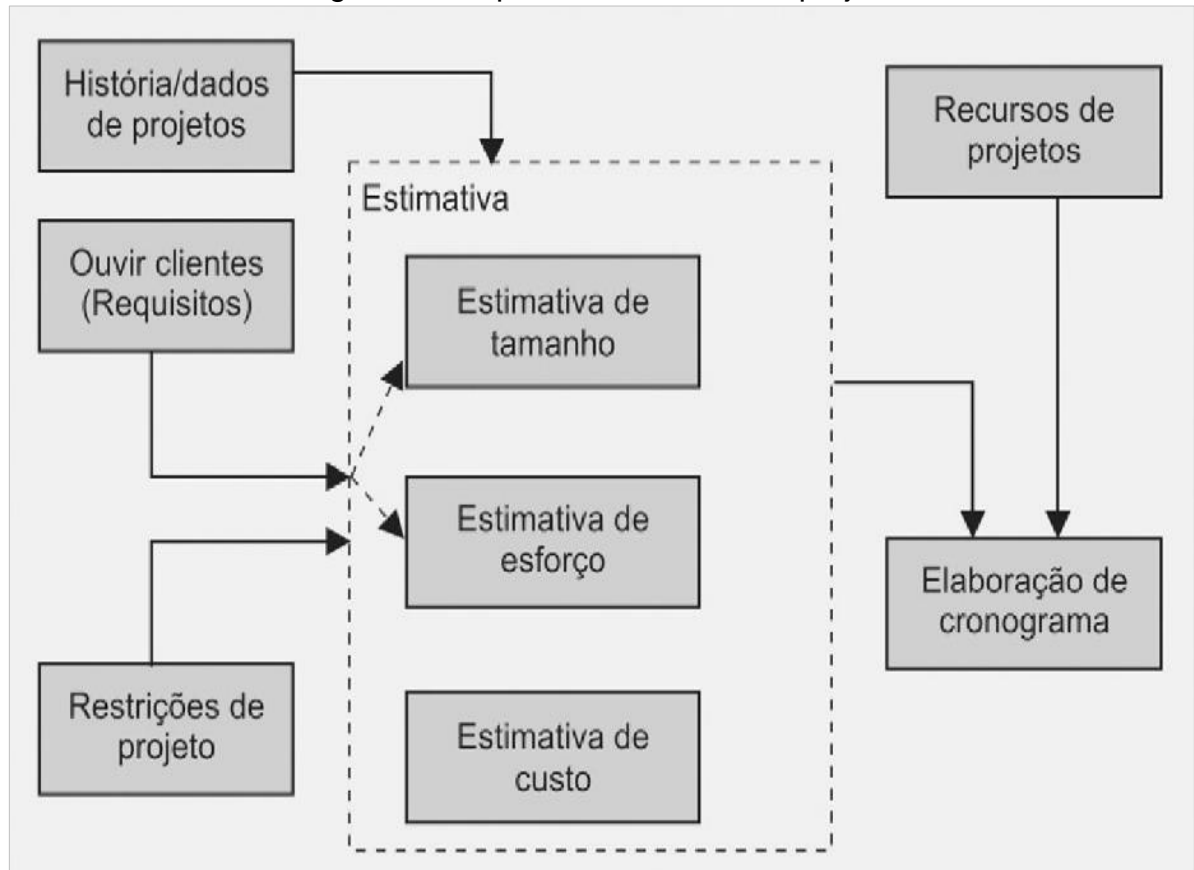 História/dados
de projetos
Ouvir clientes
(Requisitos)
Restrições de
projeto
Estimativa
Estimativa de
tamanho
Estimativa de
esforço
Estimativa de
custo
Recursos de
projetos
Elaboração de
cronograma